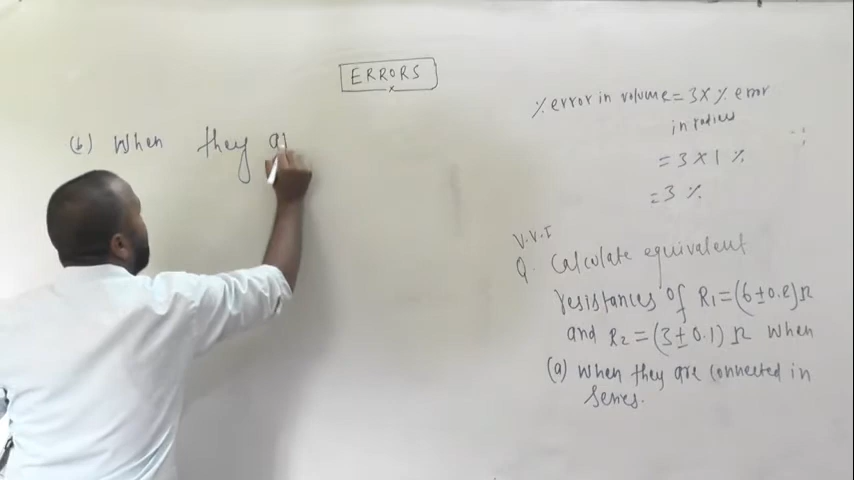 ERRORS
(b) When they a
% error in volume = 3 X % error
in radius
= 3 X 1 %
= 3 %
V.V.I
Q. Calculate equivalent
resistances of R1 = (6 ± 0.2) Ω
and R2 = (3 ± 0.1) Ω when
(a) When they are connected in
series.